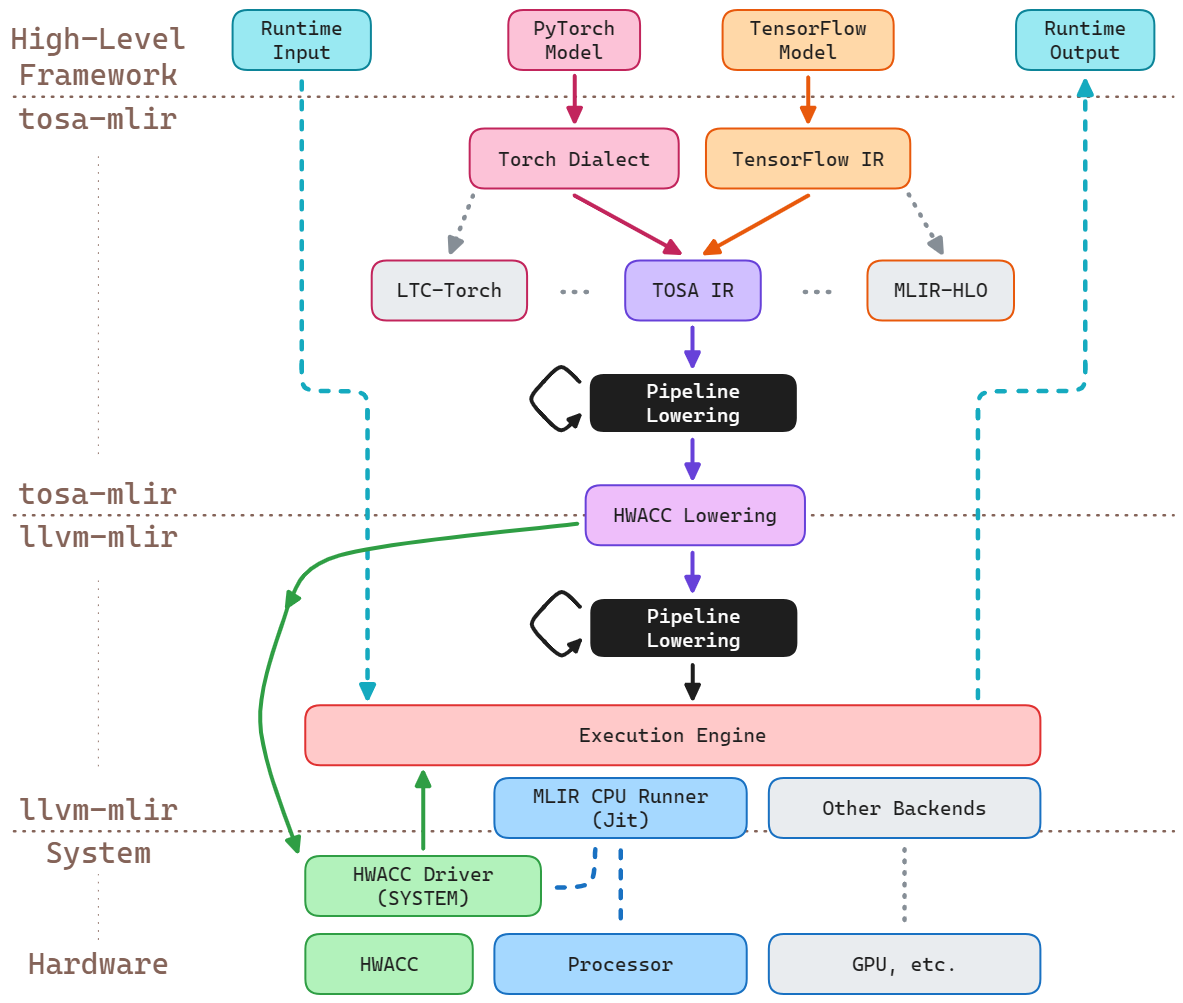 High-Level
Framework
Runtime
Input
PyTorch
Model
TensorFlow
Model
Runtime
Output
tosa-mlir
Torch Dialect
TensorFlow IR
LTC-Torch
TOSA IR
MLIR-HLO
Pipeline
Lowering
tosa-mlir
HWACC Lowering
llvm-mlir
Pipeline
Lowering
Execution Engine
llvm-mlir
MLIR CPU Runner
(Jit)
Other Backends
System
HWACC Driver
(SYSTEM)
Hardware
HWACC
Processor
GPU, etc.